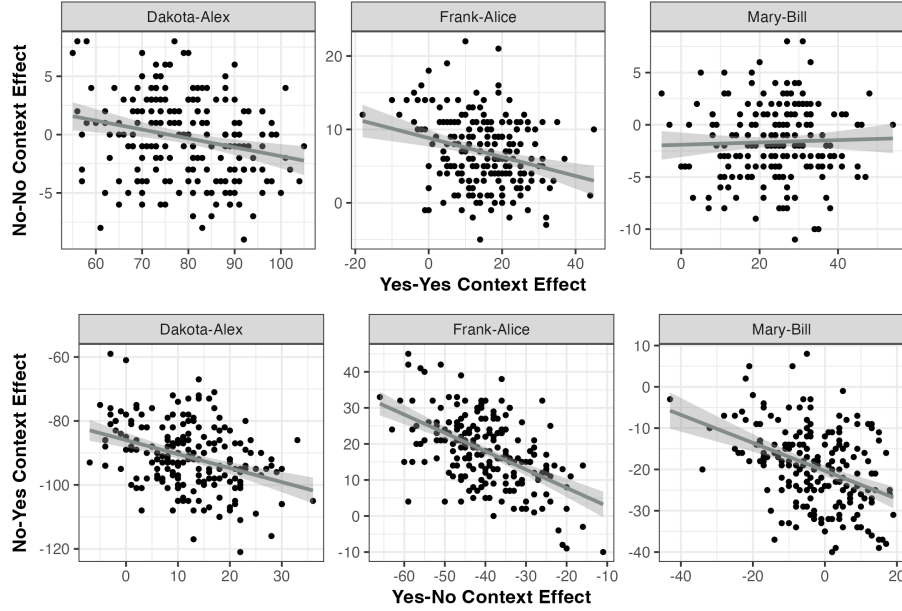 Dakota-Alex Frank-Alice Mary-Bill
No-No Context Effect
5
0
-5
60 70 80 90 100
20
10
0
-20 0 20 40
5
0
-5
-10
0 20 40
Yes-Yes Context Effect
Dakota-Alex Frank-Alice Mary-Bill
No-Yes Context Effect
-60
-80
-100
-120
0 10 20 30
40
30
20
10
0
-10
-60 -50 -40 -30 -20 -10
10
0
-10
-20
-30
-40
-40 -20 0 20
Yes-No Context Effect